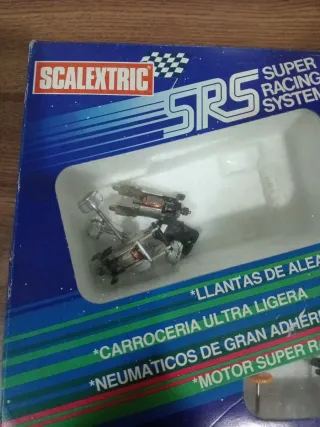 SCALEXTRIC
SRS
SUPER
RACING
SYSTEM
*LLANTAS DE ALEA
*CARROCERIA ULTRA LIGERA
*NEUMATICOS DE GRAN ADHER
*MOTOR SUPER R